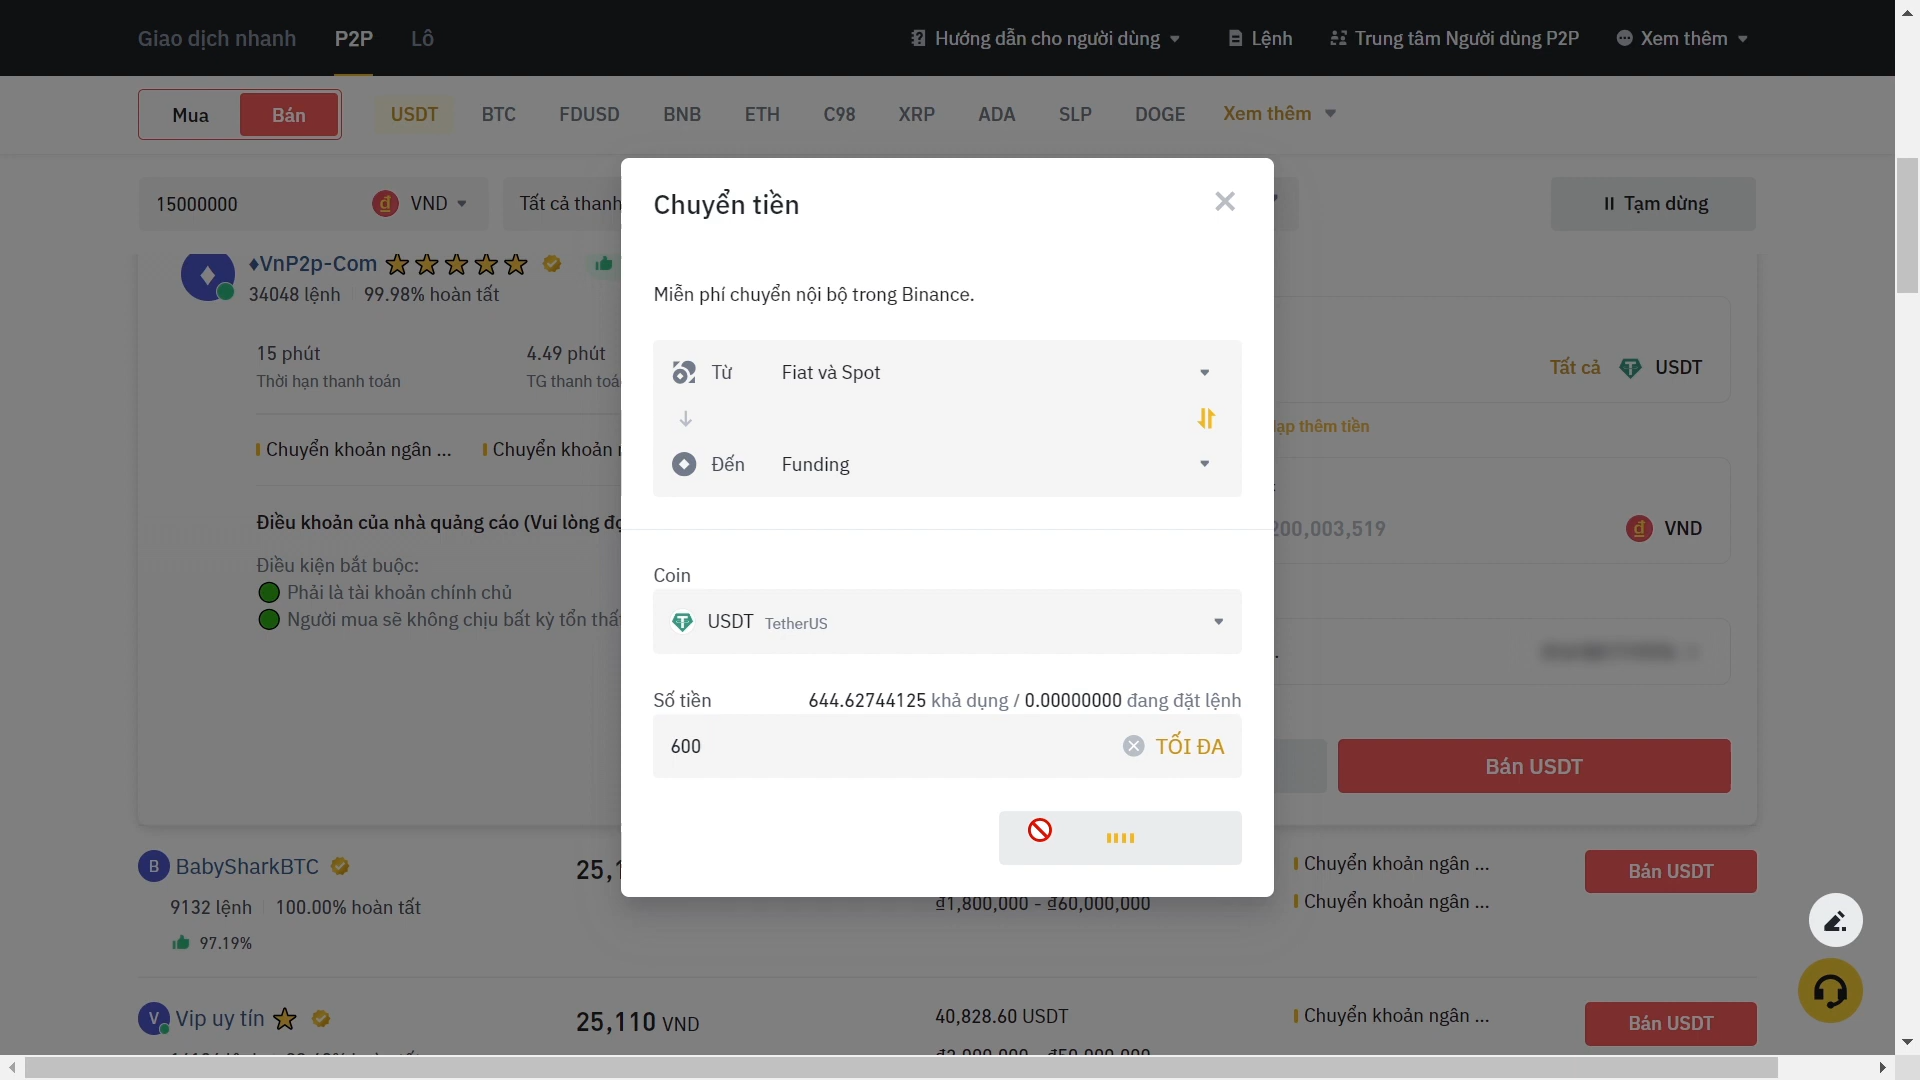 Giao dịch nhanh P2P Lô Hướng dẫn cho người dùng Lệnh Trung tâm Người dùng P2P Xem thêm
Mua Bán USDT BTC FDUSD BNB ETH C98 XRP ADA SLP DOGE Xem thêm
15000000 VND Tất cả thanh Tạm dừng
Chuyển tiền
Miễn phí chuyển nội bộ trong Binance.
Từ Fiat và Spot
Đến Funding
Coin
USDT TetherUS
Số tiền 644.62744125 khả dụng / 0.00000000 đang đặt lệnh
600 TỐI ĐA
♦VnP2p-Com
34048 lệnh 99.98% hoàn tất
15 phút 4.49 phút
Thời hạn thanh toán TG thanh toá
Chuyển khoản ngân ... Chuyển khoản
Điều khoản của nhà quảng cáo (Vui lòng đọ
Điều kiện bắt buộc:
Phải là tài khoản chính chủ
Người mua sẽ không chịu bất kỳ tổn thấ
Tất cả USDT
thêm tiền
200,003,519 VND
Bán USDT
B BabySharkBTC 25,1 Chuyển khoản ngân ... Bán USDT
9132 lệnh 100.00% hoàn tất đ1,800,000 - đ60,000,000 Chuyển khoản ngân ...
97.19%
V Vip uy tín 25,110 VND 40,828.60 USDT Chuyển khoản ngân ... Bán USDT